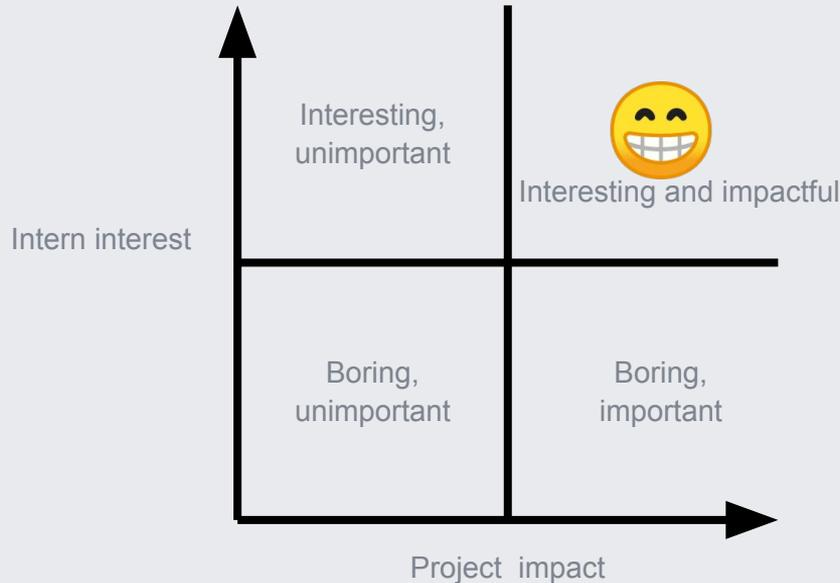 Interesting,
unimportant
Interesting and impactful
Intern interest
Boring,
unimportant
Boring,
important
Project  impact